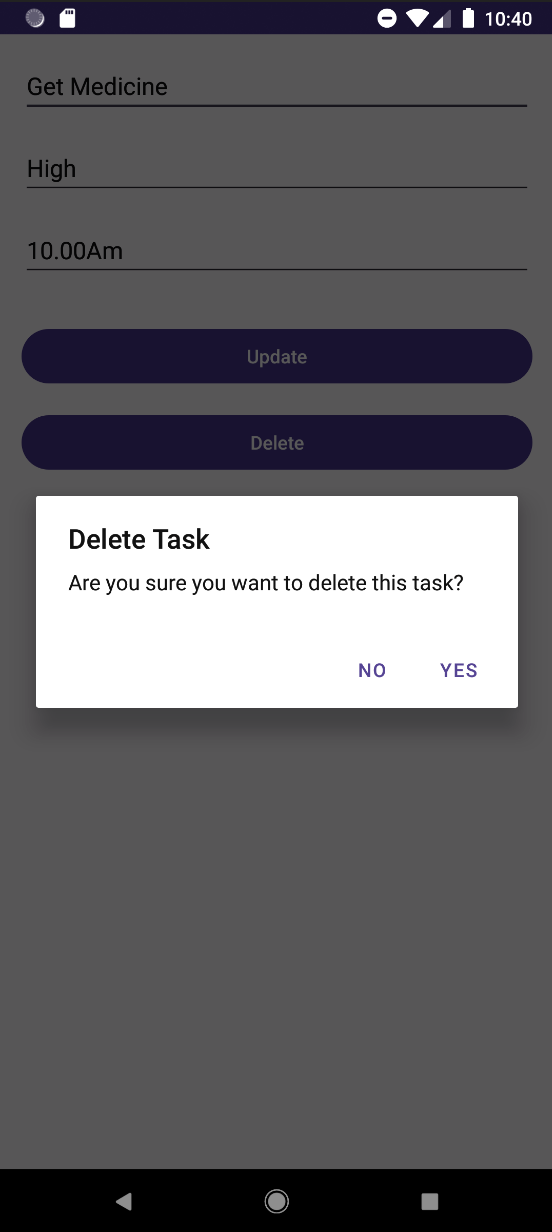 10:40
Get Medicine
High
10.00Am
Update
Delete
Delete Task
Are you sure you want to delete this task?
NO YES